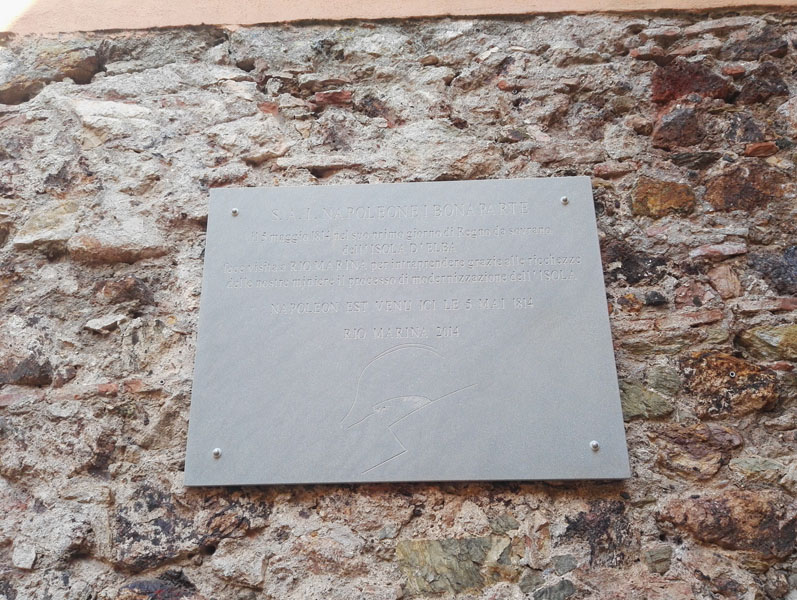 S. A. I. NAPOLEONE I BONAPARTE
il 5 maggio 1814 nel suo primo giorno di Regno da sovrano
dell'ISOLA D'ELBA
fece visita a RIO MARINA per intraprendere grazie alle ricchezze
delle nostre miniere il processo di modernizzazione dell'ISOLA
NAPOLEON EST VENU ICI LE 5 MAI 1814
RIO MARINA 2014